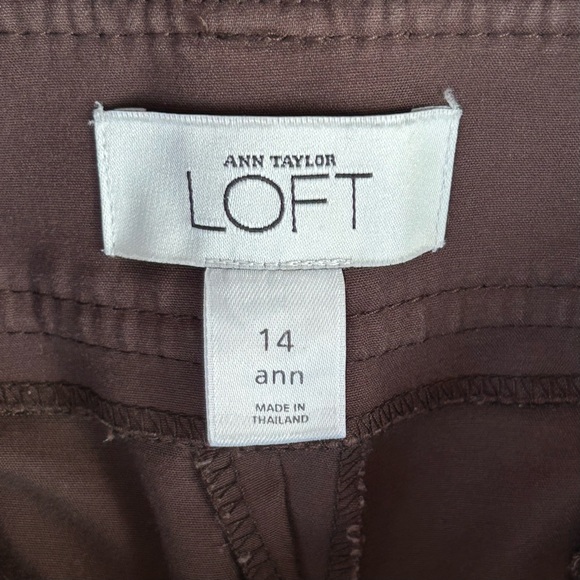 ANN TAYLOR
LOFT
14
ann
MADE IN
THAILAND